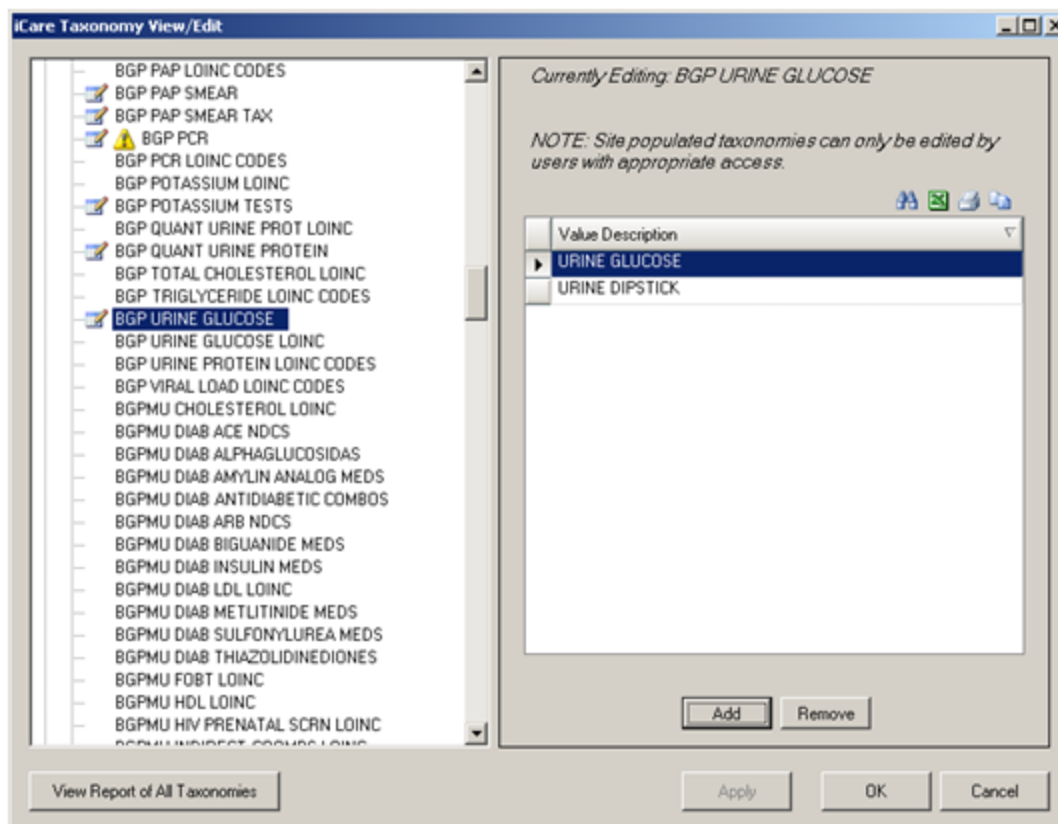 iCare Taxonomy View/Edit
BGP PAP LOINC CODES
BGP PAP SMEAR
BGP PAP SMEAR TAX
BGP PCR
BGP PCR LOINC CODES
BGP POTASSIUM LOINC
BGP POTASSIUM TESTS
BGP QUANT URINE PROT LOINC
BGP QUANT URINE PROTEIN
BGP TOTAL CHOLESTEROL LOINC
BGP TRIGLYCERIDE LOINC CODES
BGP URINE GLUCOSE
BGP URINE GLUCOSE LOINC
BGP URINE PROTEIN LOINC CODES
BGP VIRAL LOAD LOINC CODES
BGPMU CHOLESTEROL LOINC
BGPMU DIAB ACE NDCS
BGPMU DIAB ALPHAGLUCOSIDAS
BGPMU DIAB AMYLIN ANALOG MEDS
BGPMU DIAB ANTIDIABETIC COMBOS
BGPMU DIAB ARB NDCS
BGPMU DIAB BIGUANIDE MEDS
BGPMU DIAB INSULIN MEDS
BGPMU DIAB LDL LOINC
BGPMU DIAB METLITINIDE MEDS
BGPMU DIAB SULFONYLUREA MEDS
BGPMU DIAB THIAZOLIDINEDIONES
BGPMU FOBT LOINC
BGPMU HDL LOINC
BGPMU HIV PRENATAL SCRN LOINC
BGPMU INDIRECT COOMBS LOINC
Currently Editing: BGP URINE GLUCOSE
NOTE: Site populated taxonomies can only be edited by
users with appropriate access.
Value Description
URINE GLUCOSE
URINE DIPSTICK
Add Remove
View Report of All Taxonomies Apply OK Cancel